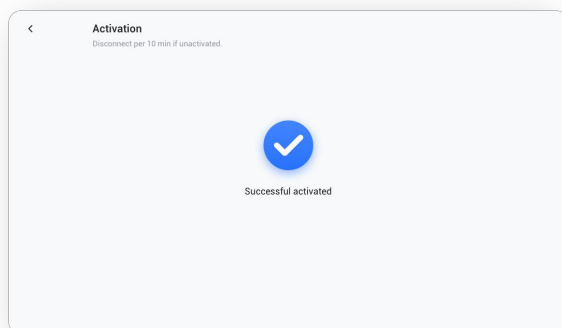 Activation
Disconnect per 10 min if unactivated.
Successful activated